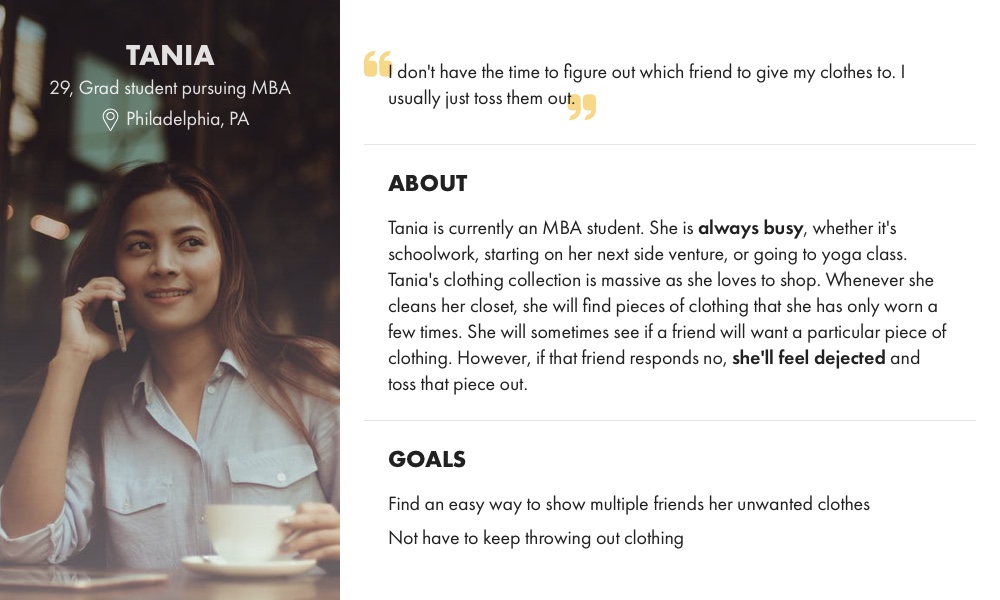 TANIA
29, Grad student pursuing MBA
Philadelphia, PA
“I don't have the time to figure out which friend to give my clothes to. I
usually just toss them out.”
ABOUT
Tania is currently an MBA student. She is always busy, whether it's
schoolwork, starting on her next side venture, or going to yoga class.
Tania's clothing collection is massive as she loves to shop. Whenever she
cleans her closet, she will find pieces of clothing that she has only worn a
few times. She will sometimes see if a friend will want a particular piece of
clothing. However, if that friend responds no, she'll feel dejected and
toss that piece out.
GOALS
Find an easy way to show multiple friends her unwanted clothes
Not have to keep throwing out clothing